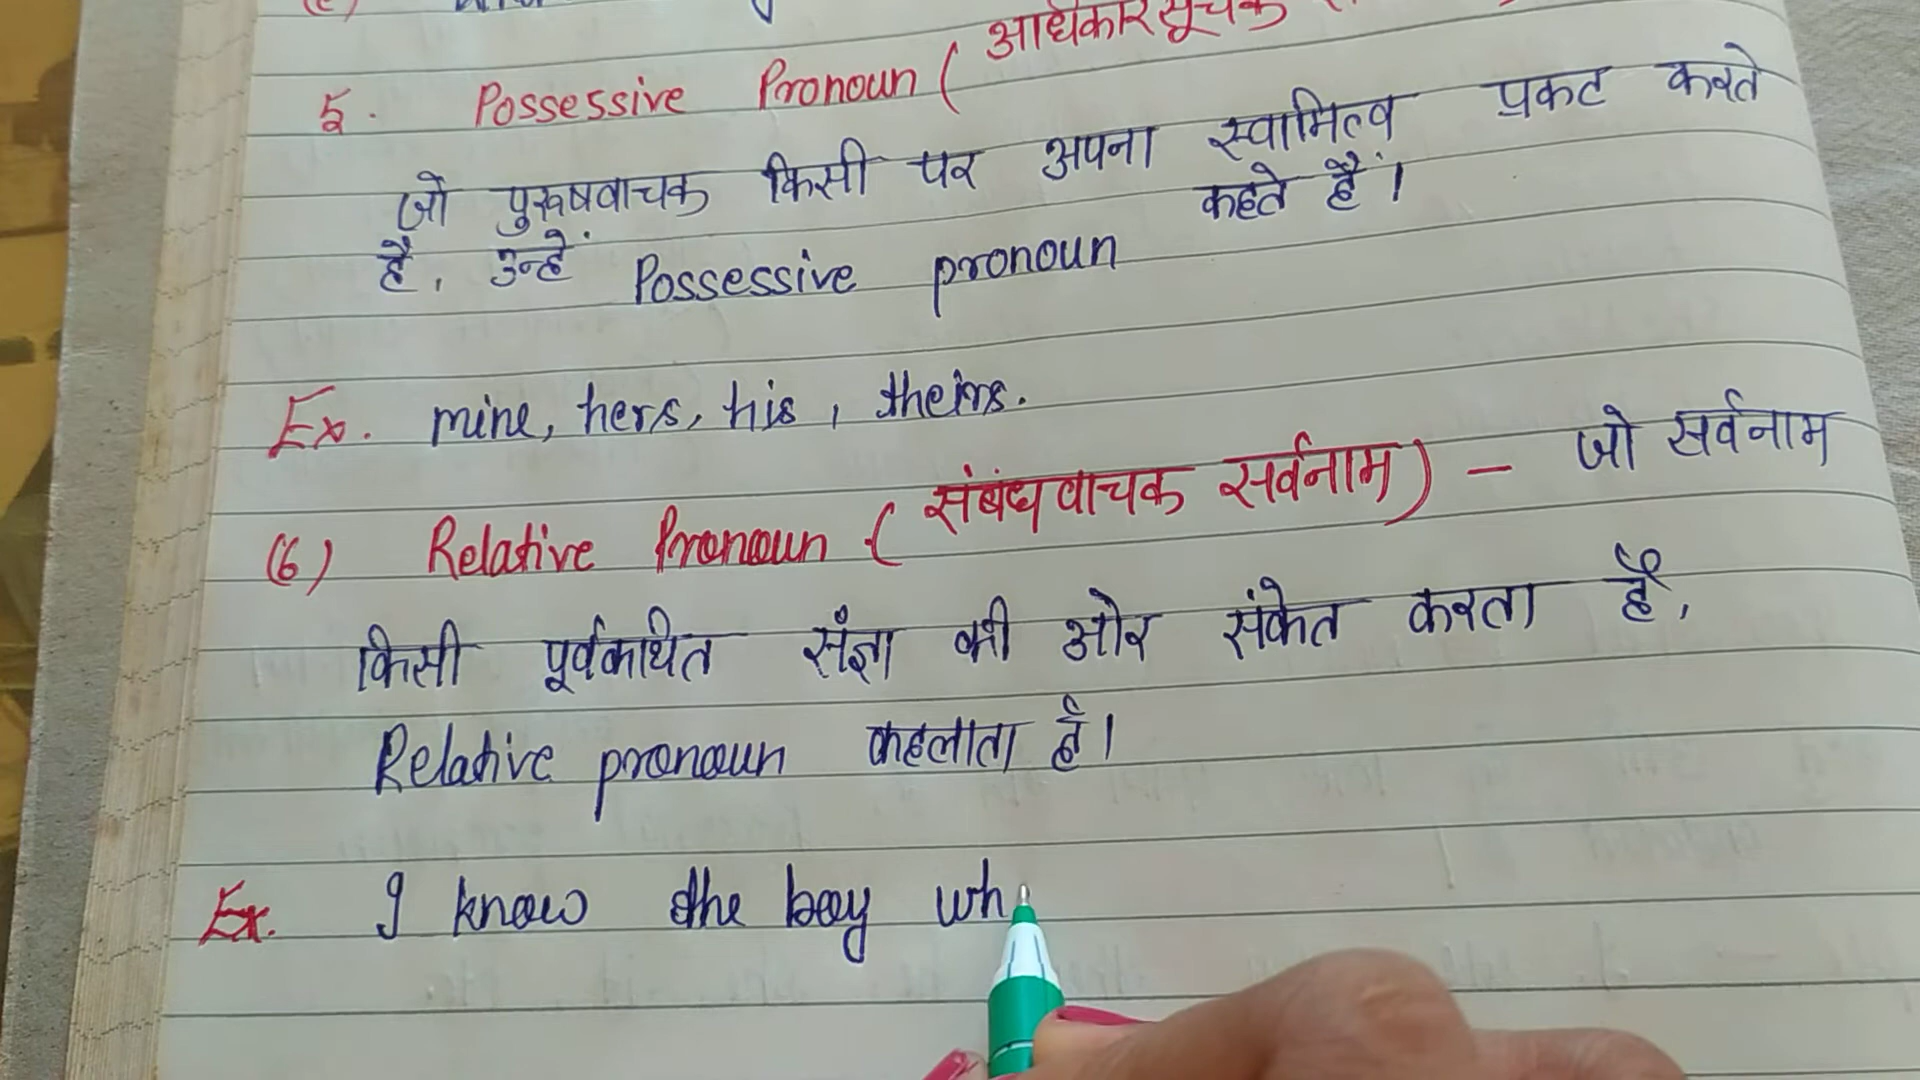 5. Possessive Pronoun ( अधिकार सूचक
जो पुरुषवाचक किसी पर अपना स्वामित्व प्रकट करते
है, उन्हें Possessive pronoun कहते हैं।
Ex. mine, hers, his, theirs.
(6) Relative Pronoun ( संबंधवाचक सर्वनाम ) - जो सर्वनाम
किसी पूर्वकथित संज्ञा की ओर संकेत करता है,
Relative pronoun कहलाता है।
Ex. I know the boy wh